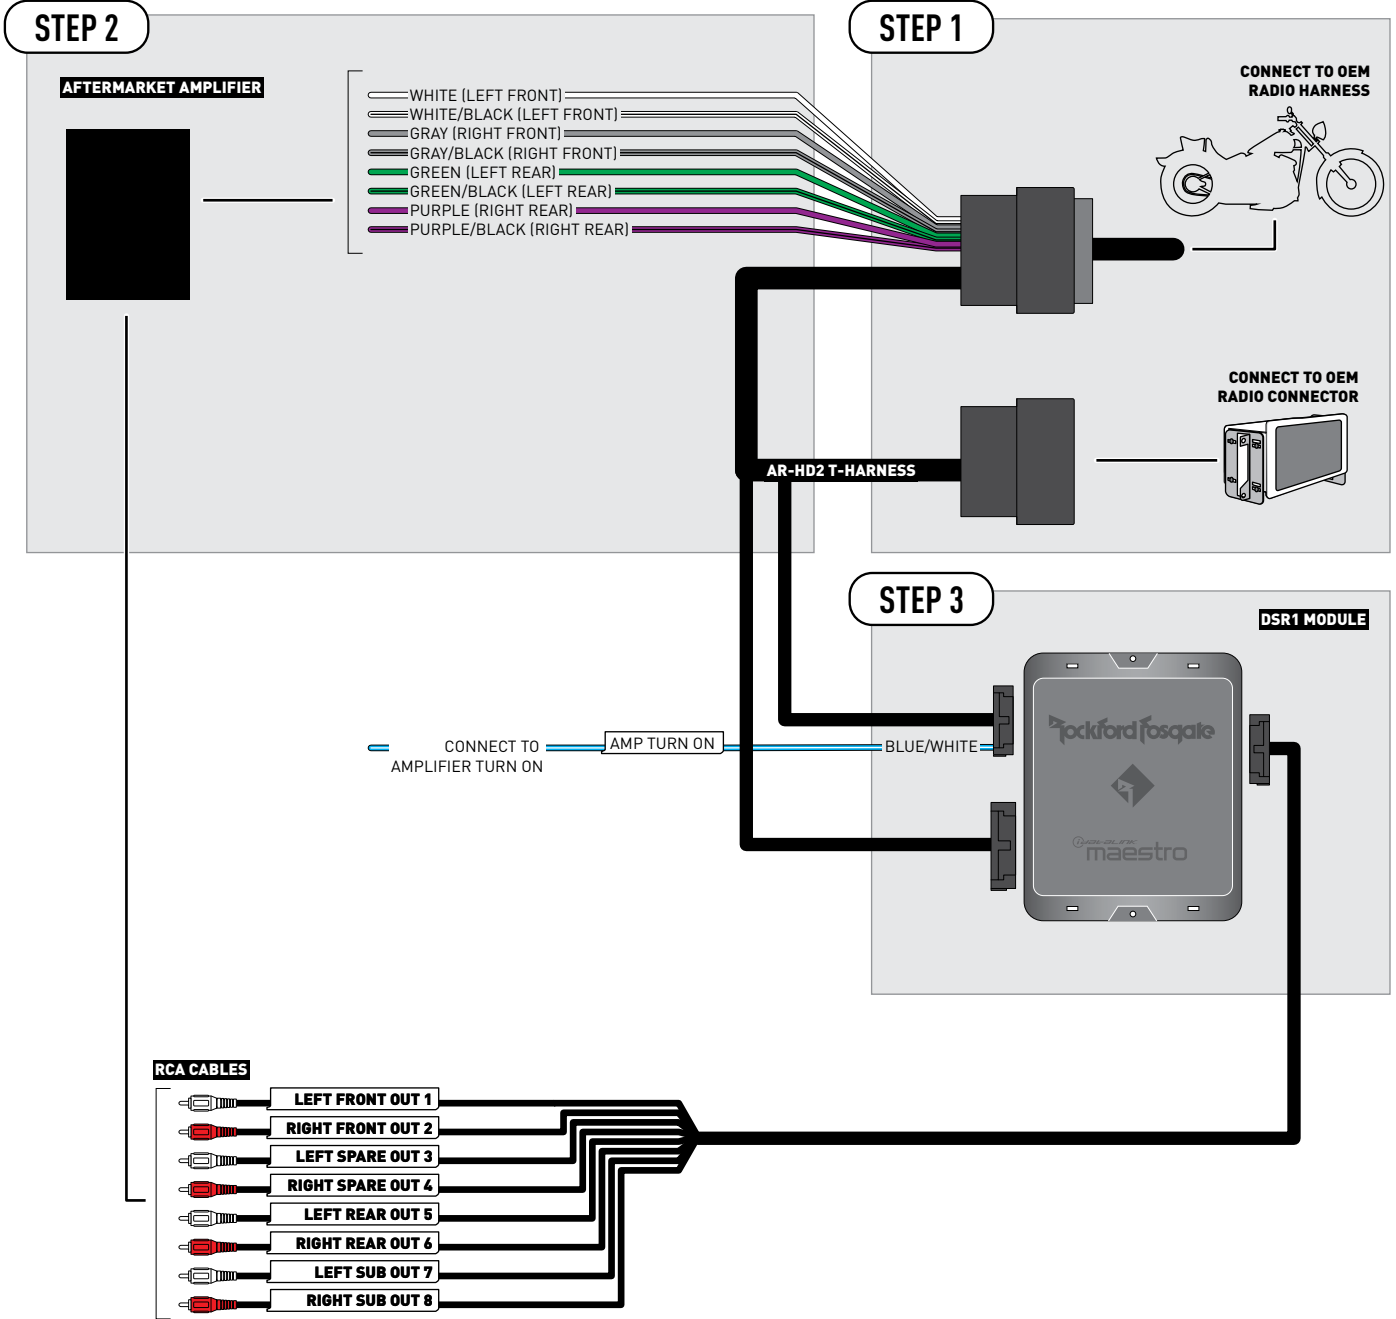 STEP 2
AFTERMARKET AMPLIFIER
WHITE (LEFT FRONT)
WHITE/BLACK (LEFT FRONT)
GRAY (RIGHT FRONT)
GRAY/BLACK (RIGHT FRONT)
GREEN (LEFT REAR)
GREEN/BLACK (LEFT REAR)
PURPLE (RIGHT REAR)
PURPLE/BLACK (RIGHT REAR)
STEP 1
CONNECT TO OEM
RADIO HARNESS
CONNECT TO OEM
RADIO CONNECTOR
AR-HD2 T-HARNESS
STEP 3
DSR1 MODULE
Rockford Fosgate
iDatalink
maestro
CONNECT TO
AMPLIFIER TURN ON
AMP TURN ON
BLUE/WHITE
RCA CABLES
LEFT FRONT OUT 1
RIGHT FRONT OUT 2
LEFT SPARE OUT 3
RIGHT SPARE OUT 4
LEFT REAR OUT 5
RIGHT REAR OUT 6
LEFT SUB OUT 7
RIGHT SUB OUT 8